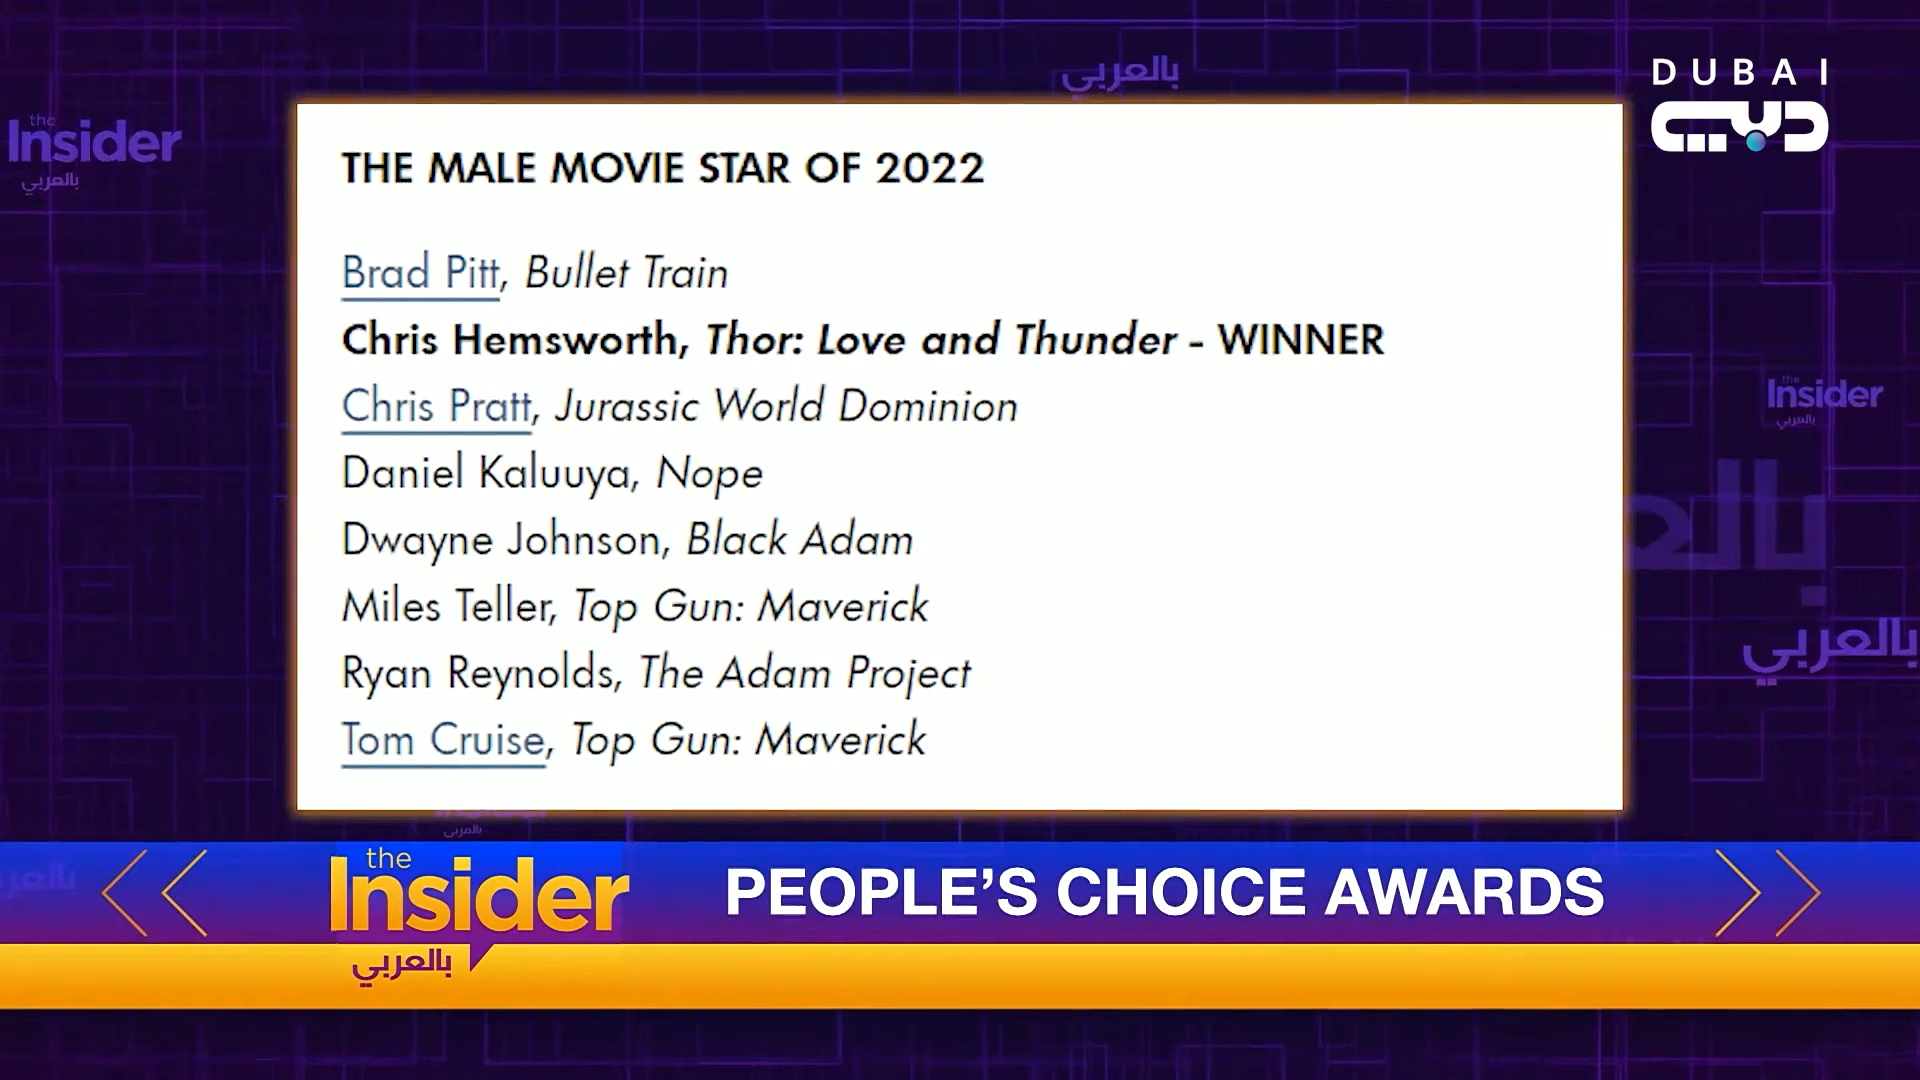 DUBAI
دبي
بالعربي
the
Insider
بالعربي
THE MALE MOVIE STAR OF 2022
Brad Pitt, Bullet Train
Chris Hemsworth, Thor: Love and Thunder - WINNER
Chris Pratt, Jurassic World Dominion
Daniel Kaluuya, Nope
Dwayne Johnson, Black Adam
Miles Teller, Top Gun: Maverick
Ryan Reynolds, The Adam Project
Tom Cruise, Top Gun: Maverick
the
Insider
بالعربي
بالعربي
بالعربي
the
Insider
بالعربي
PEOPLE’S CHOICE AWARDS